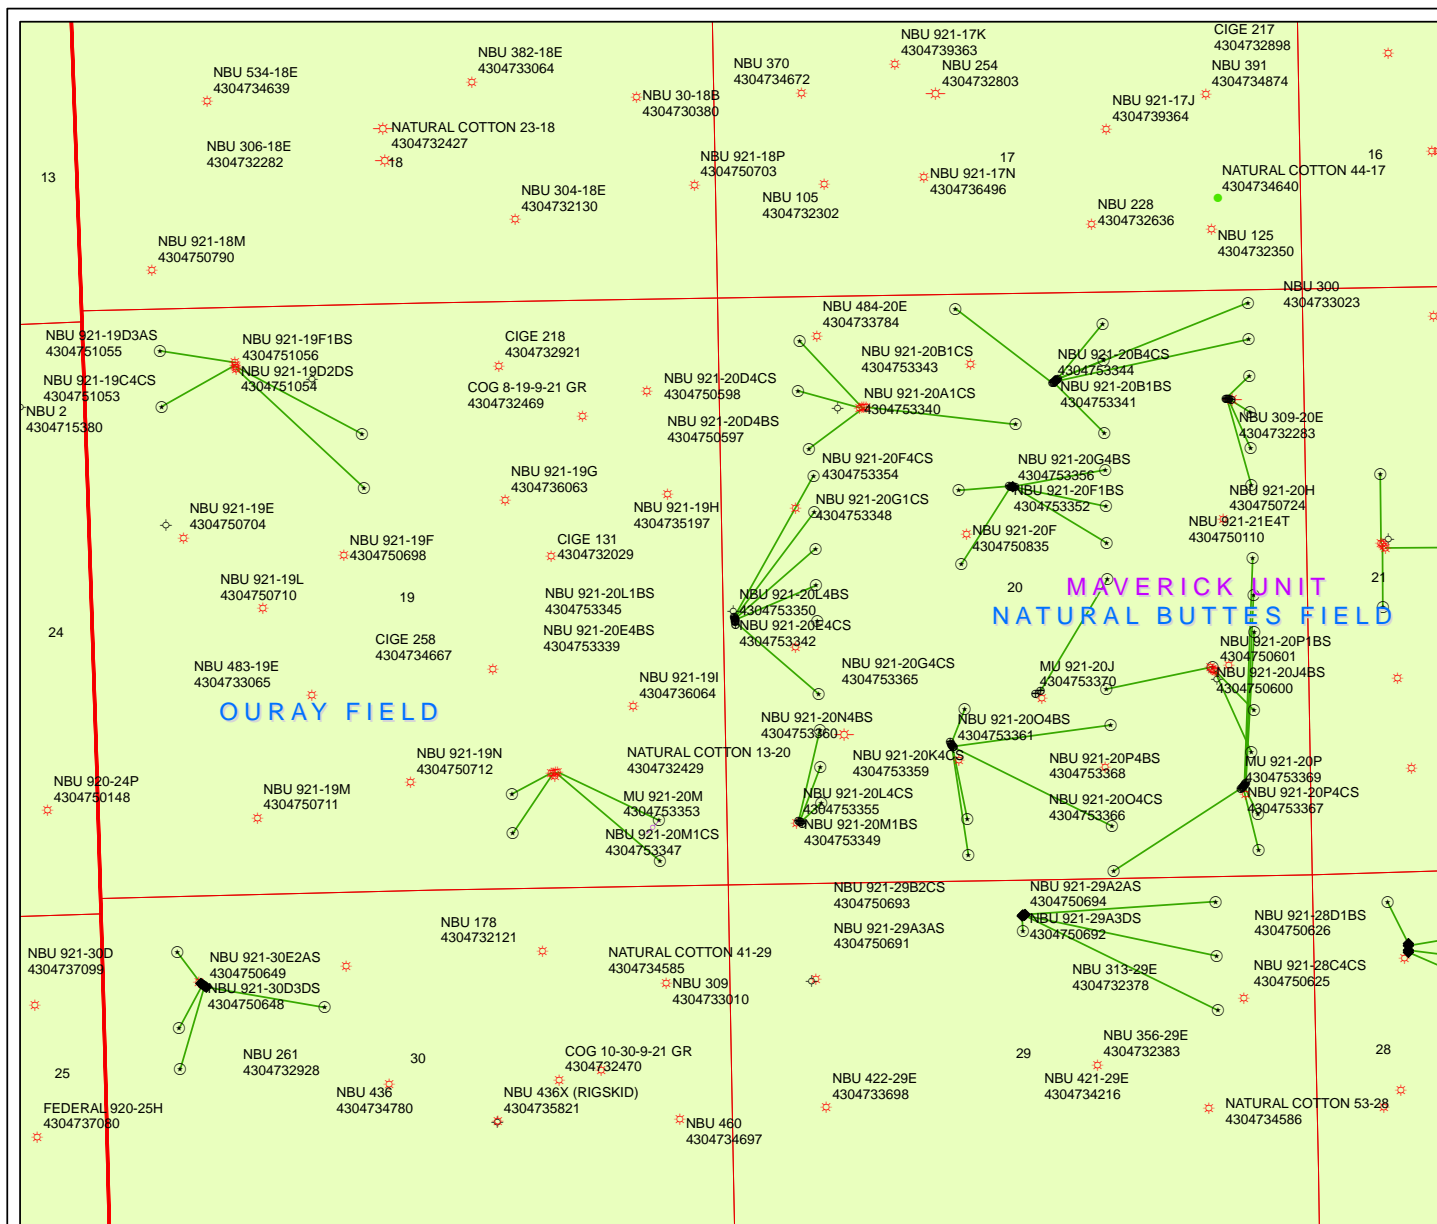 CIGE 217
4304732898
NBU 921-17K
4304739363
NBU 382-18E
4304733064
NBU 370
4304734672
NBU 254
4304732803
NBU 391
4304734874
NBU 534-18E
4304734639
NBU 30-18B
4304730380
NBU 921-17J
4304739364
NATURAL COTTON 23-18
4304732427
NBU 306-18E
4304732282
18
NBU 921-18P
4304750703
17
16
13
NBU 921-17N
4304736496
NATURAL COTTON 44-17
4304734640
NBU 105
4304732302
NBU 304-18E
4304732130
NBU 228
4304732636
NBU 125
4304732350
NBU 921-18M
4304750790
NBU 300
4304733023
NBU 484-20E
4304733784
NBU 921-19D3AS
4304751055
NBU 921-19F1BS
4304751056
CIGE 218
4304732921
NBU 921-20B1CS
4304753343
NBU 921-20B4CS
4304753344
NBU 921-19D2DS
4304751054
NBU 921-19C4CS
4304751053
COG 8-19-9-21 GR
4304732469
NBU 921-20D4CS
4304750598
NBU 921-20A1CS
4304753340
NBU 921-20B1BS
4304753341
NBU 2
4304715380
NBU 921-20D4BS
4304750597
NBU 309-20E
4304732283
NBU 921-20F4CS
4304753354
NBU 921-20G4BS
4304753356
NBU 921-19G
4304736063
NBU 921-20F1BS
4304753352
NBU 921-20H
4304750724
NBU 921-19H
4304735197
NBU 921-20G1CS
4304753348
NBU 921-19E
4304750704
NBU 921-21E4T
4304750110
NBU 921-20F
4304750835
NBU 921-19F
4304750698
CIGE 131
4304732029
NBU 921-19L
4304750710
19
NBU 921-20L1BS
4304753345
NBU 921-20L4BS
4304753350
20
MAVERICK UNIT
21
NATURAL BUTTES FIELD
24
CIGE 258
4304734667
NBU 921-20E4BS
4304753339
NBU 921-20E4CS
4304753342
NBU 921-20P1BS
4304750601
NBU 483-19E
4304733065
NBU 921-19I
4304736064
NBU 921-20G4CS
4304753365
MU 921-20J
4304753370
NBU 921-20J4BS
4304750600
OURAY FIELD
NBU 921-20N4BS
4304753360
NBU 921-20O4BS
4304753361
NBU 921-19N
4304750712
NATURAL COTTON 13-20
4304732429
NBU 921-20K4CS
4304753359
NBU 921-20P4BS
4304753368
MU 921-20P
4304753369
NBU 920-24P
4304750148
NBU 921-19M
4304750711
MU 921-20M
4304753353
NBU 921-20L4CS
4304753355
NBU 921-20O4CS
4304753366
NBU 921-20P4CS
4304753367
NBU 921-20M1CS
4304753347
NBU 921-20M1BS
4304753349
NBU 921-29B2CS
4304750693
NBU 921-29A2AS
4304750694
NBU 178
4304732121
NBU 921-29A3AS
4304750691
NBU 921-29A3DS
4304750692
NBU 921-28D1BS
4304750626
NBU 921-30D
4304737099
NBU 921-30E2AS
4304750649
NATURAL COTTON 41-29
4304734585
NBU 921-30D3DS
4304750648
NBU 309
4304733010
NBU 313-29E
4304732378
NBU 921-28C4CS
4304750625
NBU 261
4304732928
30
COG 10-30-9-21 GR
4304732470
29
NBU 356-29E
4304732383
28
25
NBU 436
4304734780
NBU 436X (RIGSKID)
4304735821
NBU 422-29E
4304733698
NBU 421-29E
4304734216
FEDERAL 920-25H
4304737080
NATURAL COTTON 53-28
4304734586
NBU 460
4304734697